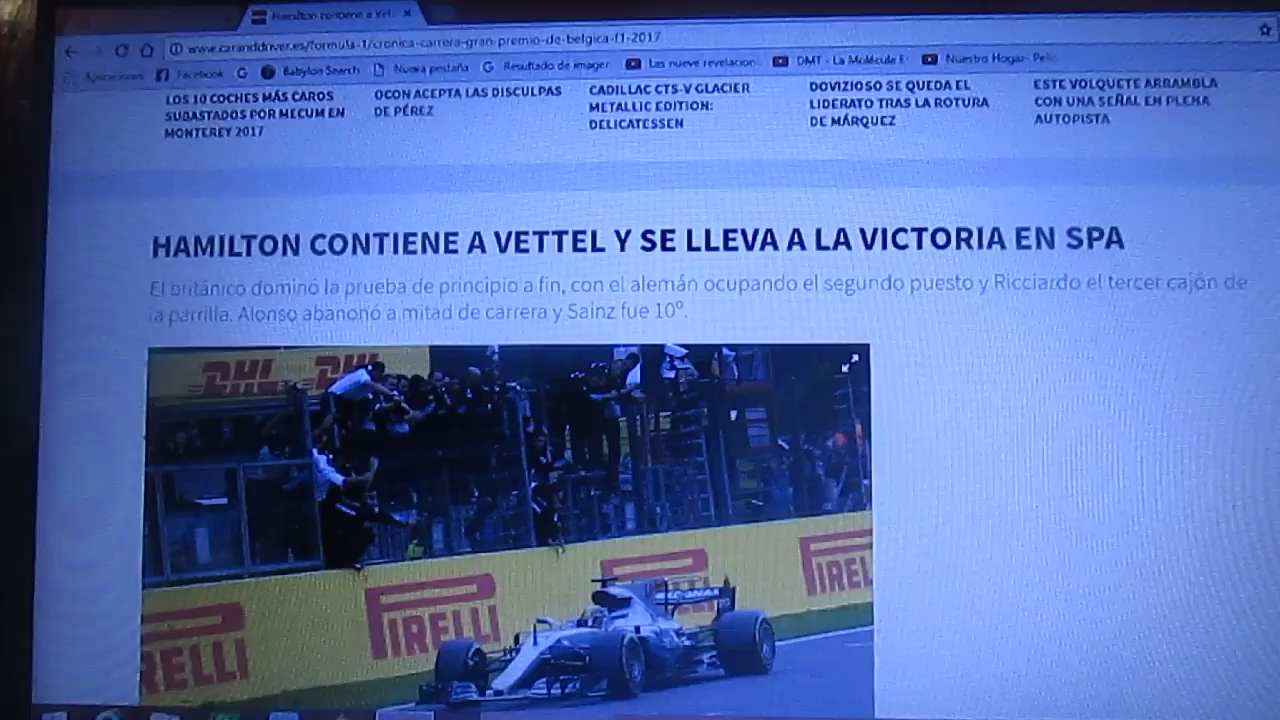 Hamilton contiene a Vet
www.caranddriver.es/formula-1/cronica-carrera-gran-premio-de-belgica-f1-2017
Aplicaciones Facebook Babylon Search Nueva pestaña Resultado de imager Las nueve revelacion DMT - La Molécula Nuestro Hogar- Peli
LOS 10 COCHES MÁS CAROS
SUBASTADOS POR MECUM EN
MONTEREY 2017
OCON ACEPTA LAS DISCULPAS
DE PÉREZ
CADILLAC CTS-V GLACIER
METALLIC EDITION:
DELICATESSEN
DOVIZIOSO SE QUEDA EL
LIDERATO TRAS LA ROTURA
DE MÁRQUEZ
ESTE VOLQUETE ARRAMBLA
CON UNA SEÑAL EN PLENA
AUTOPISTA
HAMILTON CONTIENE A VETTEL Y SE LLEVA A LA VICTORIA EN SPA
El británico dominó la prueba de principio a fin, con el alemán ocupando el segundo puesto y Ricciardo el tercer cajón de
la parrilla. Alonso abanonó a mitad de carrera y Sainz fue 10º.
DHL DHL
PIREL
PIRELLI
RELLI